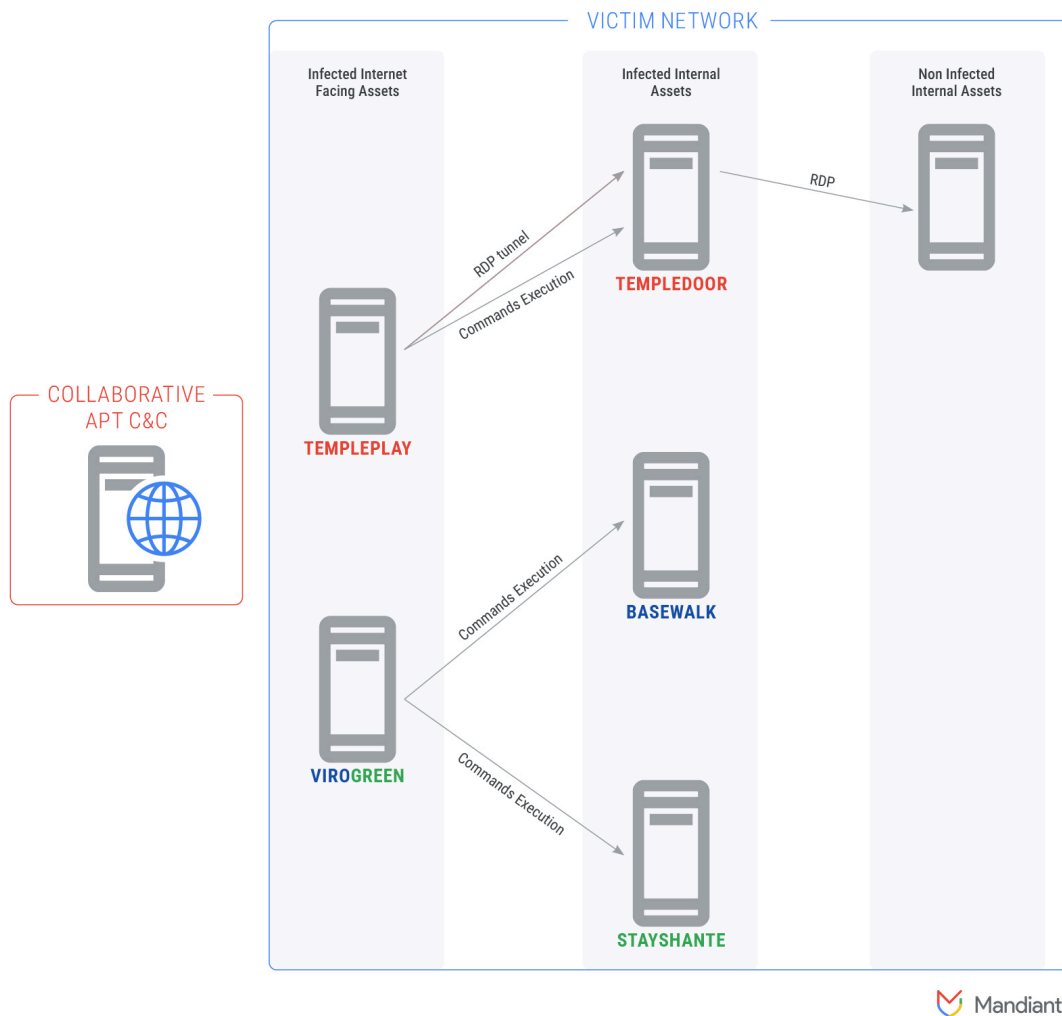 VICTIM NETWORK
Infected Internet
Facing Assets
Infected Internal
Assets
Non Infected
Internal Assets
RDP
RDP tunnel
Commands Execution
TEMPLEDOOR
COLLABORATIVE
APT C&C
TEMPLEPLAY
Commands Execution
BASEWALK
VIROGREEN
Commands Execution
STAYSHANTE
Mandiant